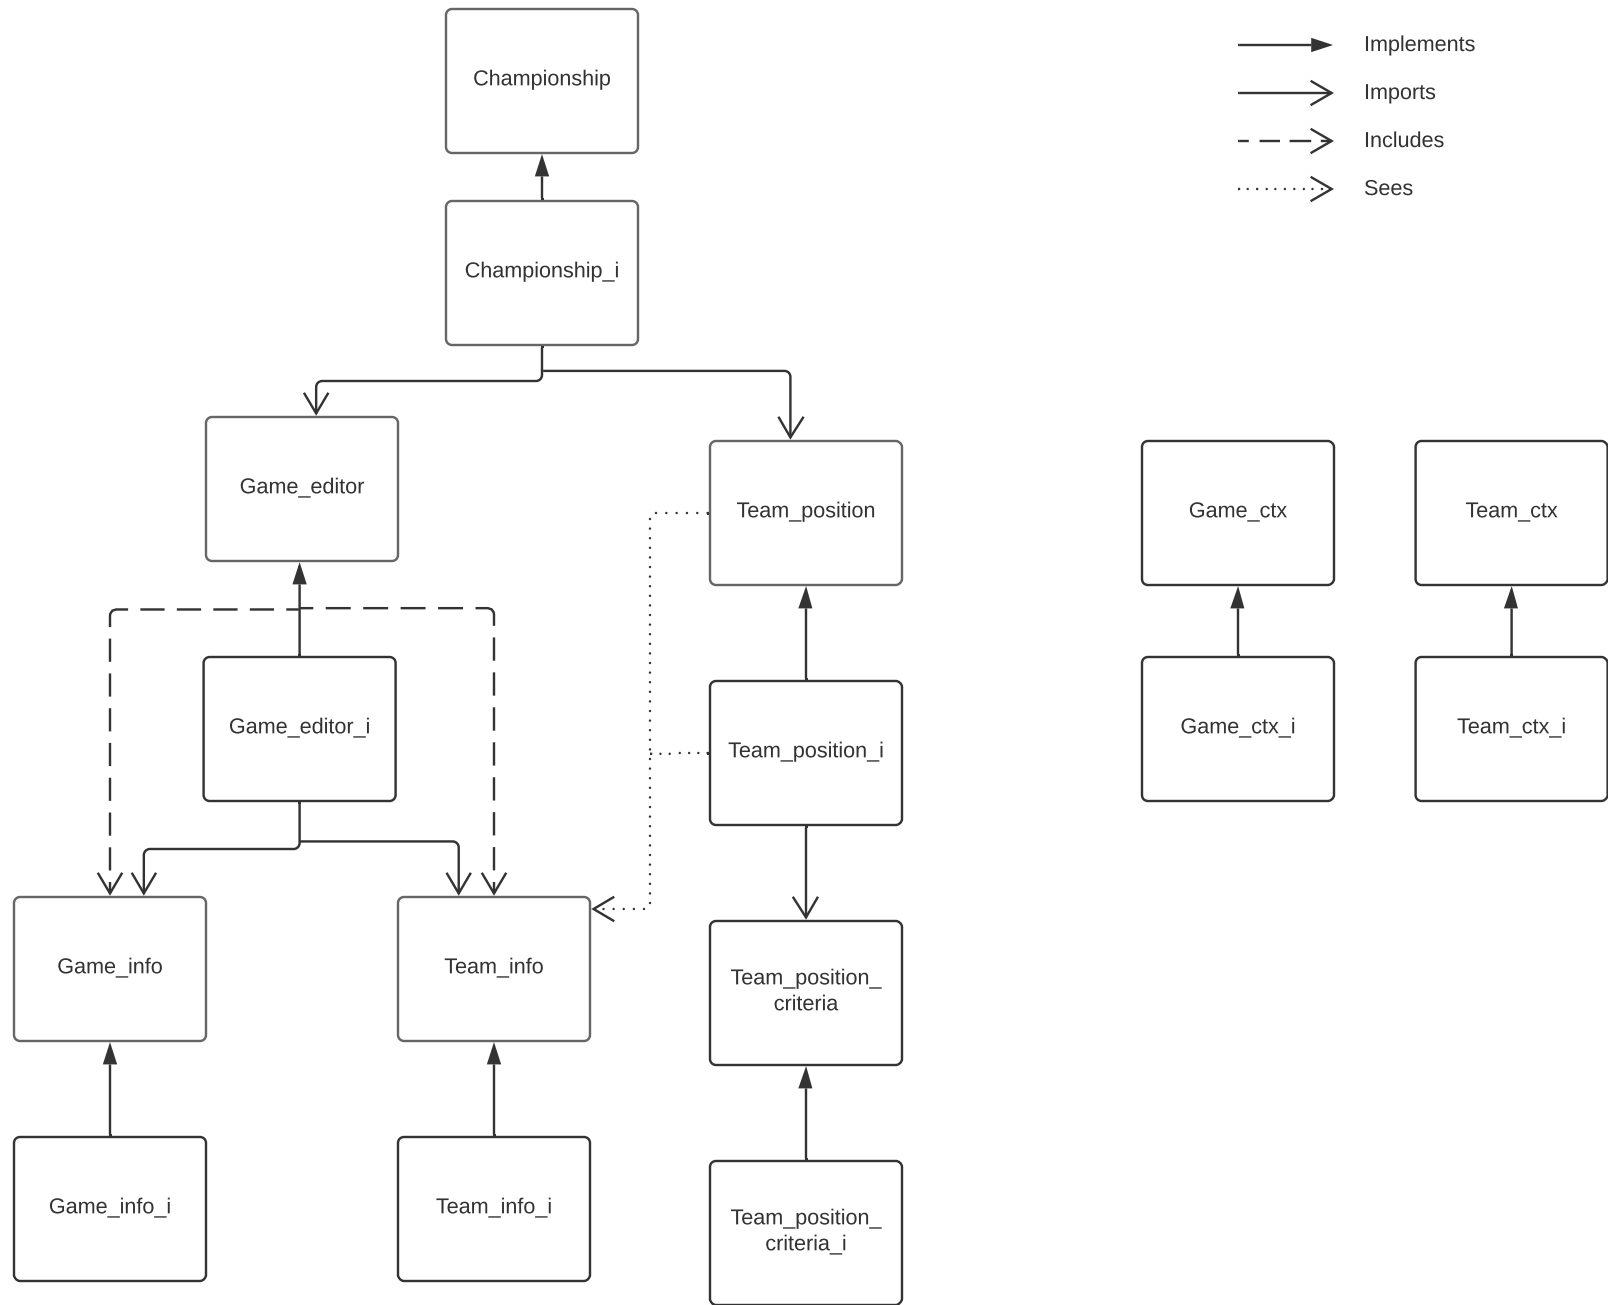 Championship
Implements
Imports
Includes
Sees
Championship_i
Game_editor
Team_position
Game_ctx
Team_ctx
Game_editor_i
Team_position_i
Game_ctx_i
Team_ctx_i
Game_info
Team_info
Team_position_
criteria
Game_info_i
Team_info_i
Team_position_
criteria_i